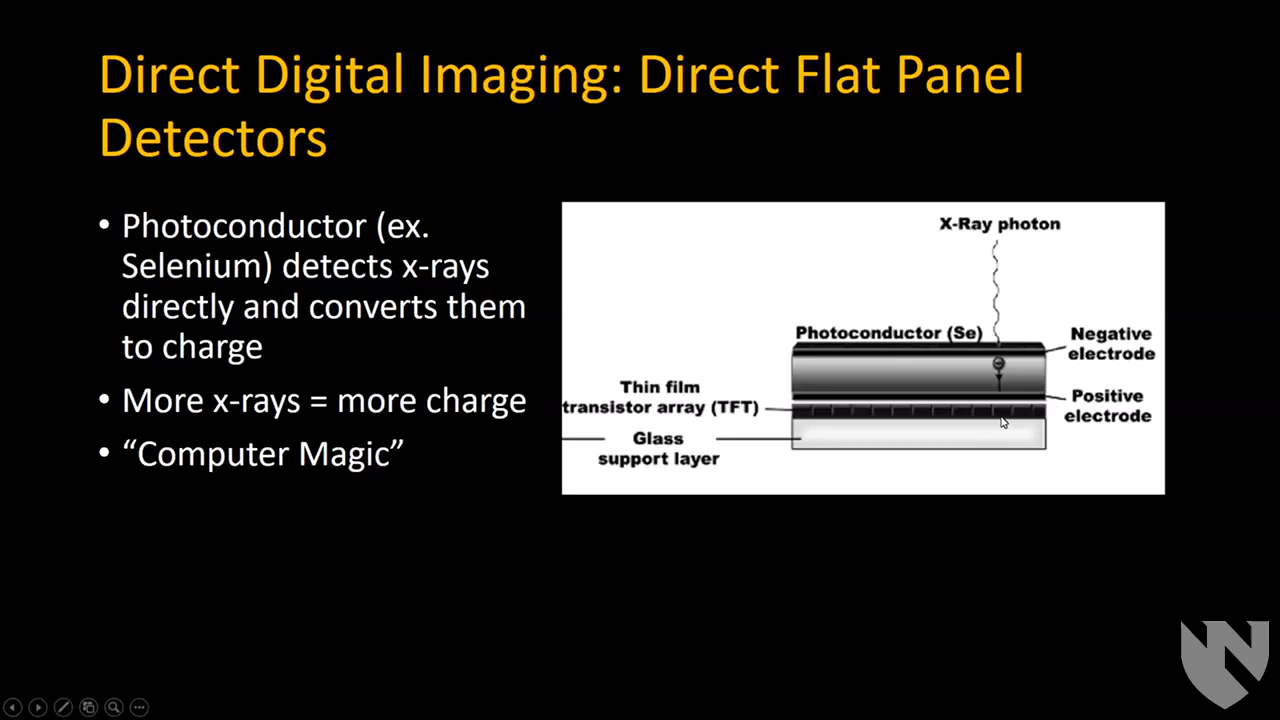 Direct Digital Imaging: Direct Flat Panel
Detectors
• Photoconductor (ex.
Selenium) detects x-rays
directly and converts them
to charge
• More x-rays = more charge
• “Computer Magic”
X-Ray photon
Photoconductor (Se)
Negative
electrode
Thin film
transistor array (TFT)
Positive
electrode
Glass
support layer
N